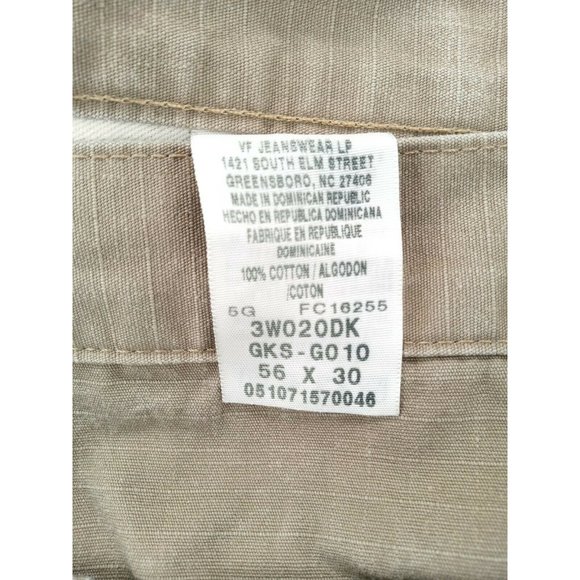 VF JEANSWEAR LP
1421 SOUTH ELM STREET
GREENSBORO, NC 27406
MADE IN DOMINICAN REPUBLIC
HECHO EN REPUBLICA DOMINICANA
FABRIQUE EN REPUBLIQUE
DOMINICAINE
100% COTTON / ALGODON
/COTON
5G FC16255
3W020DK
GKS-G010
56 X 30
051071570046